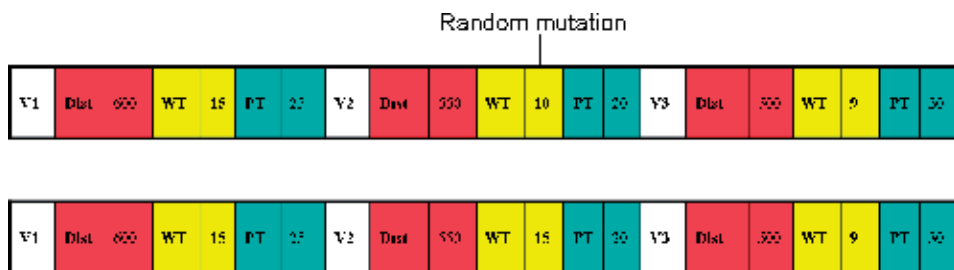 Random mutation
V1 Dist 600 WT 15 PT 25 V2 Dist 550 WT 10 PT 20 V3 Dist 500 WT 9 PT 30
V1 Dist 600 WT 15 PT 25 V2 Dist 550 WT 15 PT V3 Dist 500 WT 9 PT 30